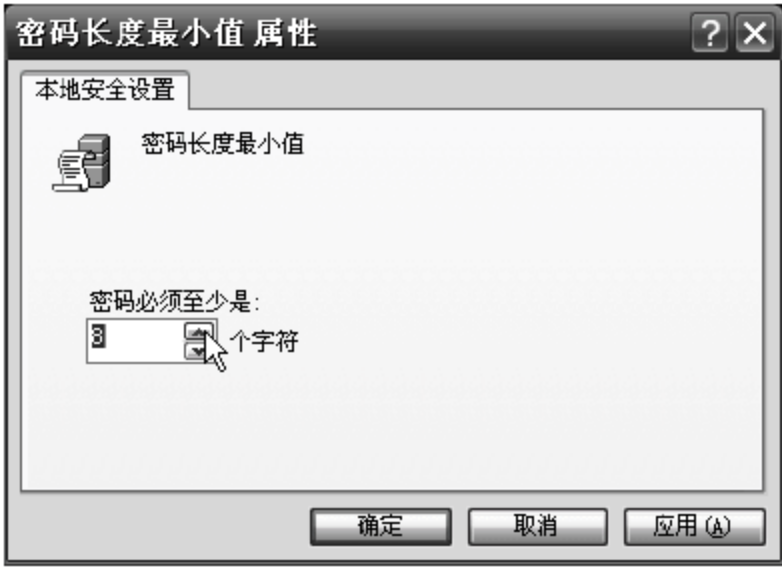 密码长度最小值 属性
本地安全设置
密码长度最小值
密码必须至少是:
个字符
确定 取消 应用(A)